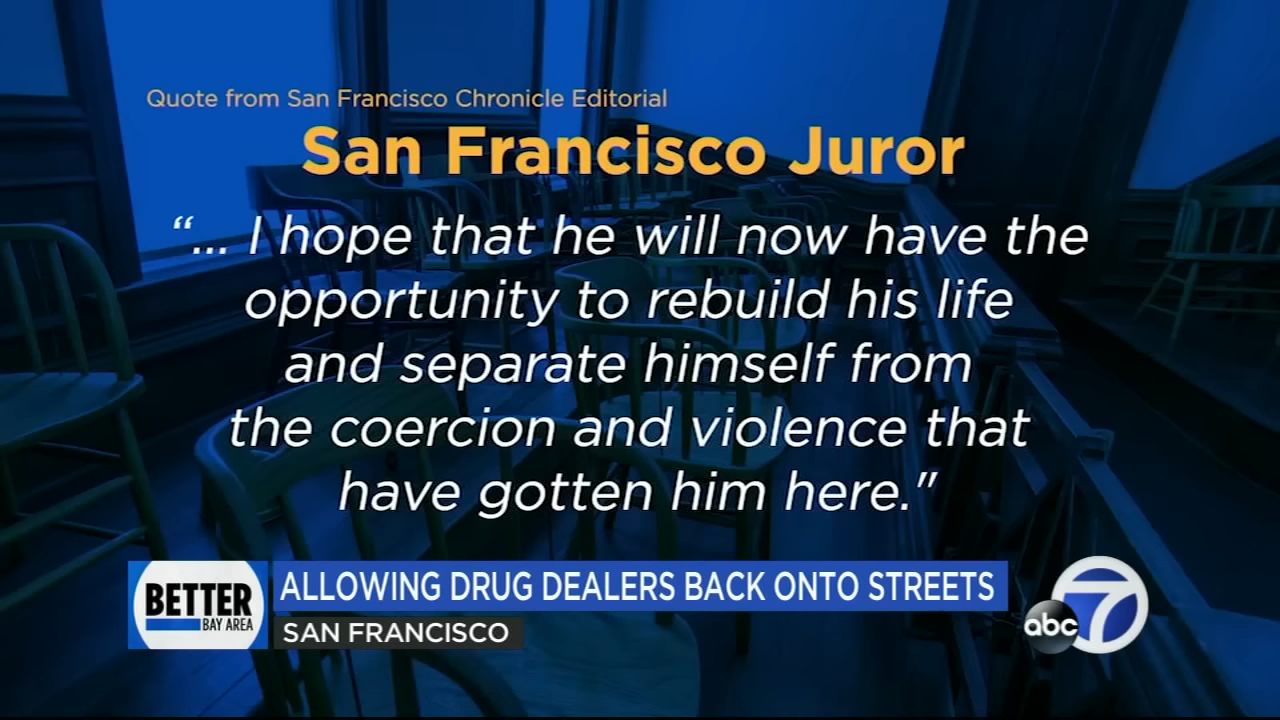 Quote from San Francisco Chronicle Editorial
San Francisco Juror
“... I hope that he will now have the
opportunity to rebuild his life
and separate himself from
the coercion and violence that
have gotten him here."
BETTER
BAY AREA
ALLOWING DRUG DEALERS BACK ONTO STREETS
SAN FRANCISCO
abc 7